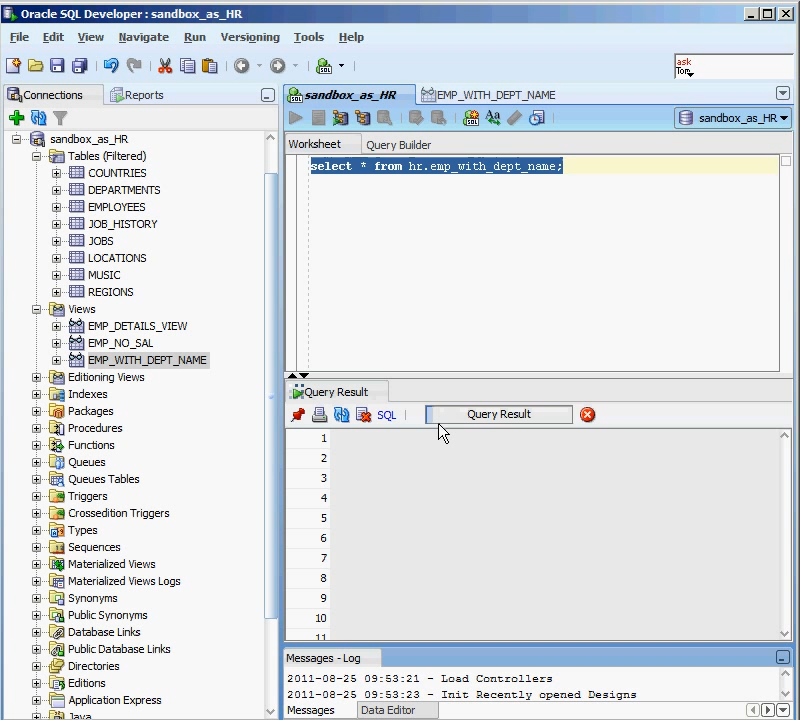 Oracle SQL Developer : sandbox_as_HR
File Edit View Navigate Run Versioning Tools Help
ask
Tom
Connections
Reports
sandbox_as_HR
Tables (Filtered)
COUNTRIES
DEPARTMENTS
EMPLOYEES
JOB_HISTORY
JOBS
LOCATIONS
MUSIC
REGIONS
Views
EMP_DETAILS_VIEW
EMP_NO_SAL
EMP_WITH_DEPT_NAME
Editioning Views
Indexes
Packages
Procedures
Functions
Queues
Queues Tables
Triggers
Crossedition Triggers
Types
Sequences
Materialized Views
Materialized Views Logs
Synonyms
Public Synonyms
Database Links
Public Database Links
Directories
Editions
Application Express
Java
sandbox_as_HR
EMP_WITH_DEPT_NAME
sandbox_as_HR
Worksheet Query Builder
select * from hr.emp_with_dept_name;
Query Result
SQL
Query Result
1
2
3
4
5
6
7
8
9
10
11
Messages - Log
2011-08-25 09:53:21 - Load Controllers
2011-08-25 09:53:23 - Init Recently opened Designs
Messages Data Editor